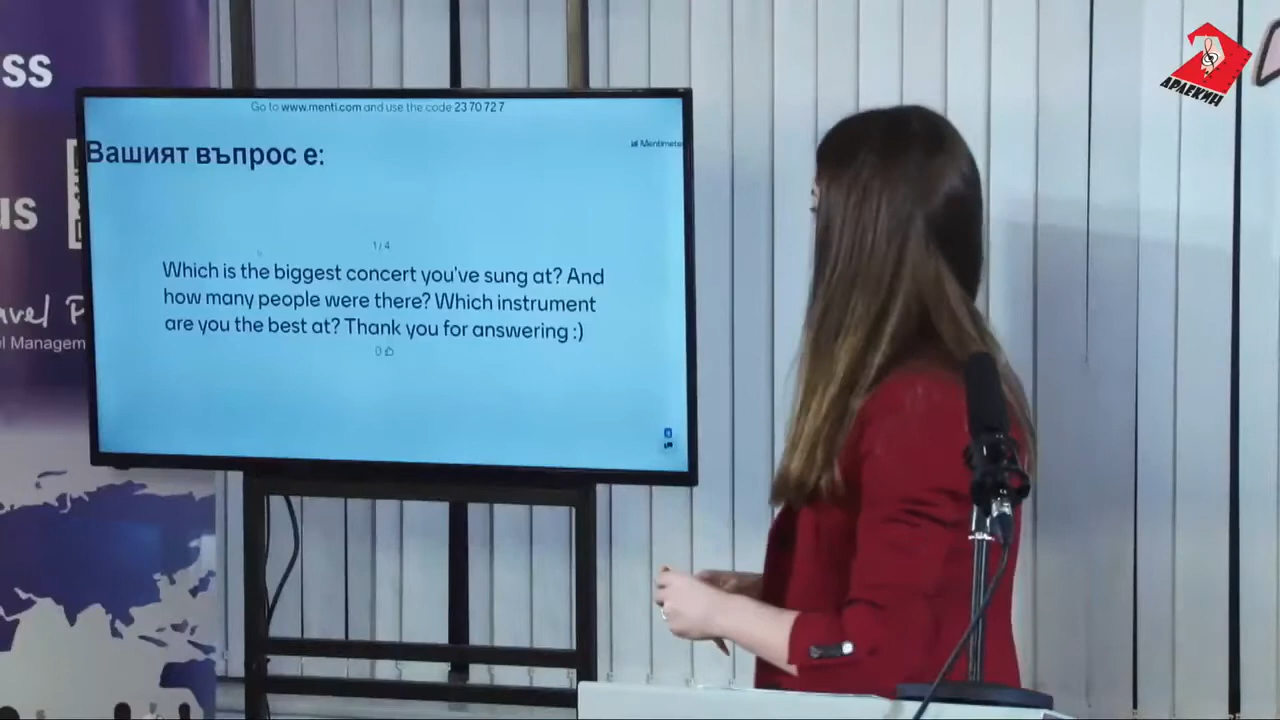 ss
us
avel P
el Managem
Go to www.menti.com and use the code 23 70 72 7
Mentimete
Вашият въпрос е:
1/4
Which is the biggest concert you've sung at? And
how many people were there? Which instrument
are you the best at? Thank you for answering :)
0
АРЛЕКИН